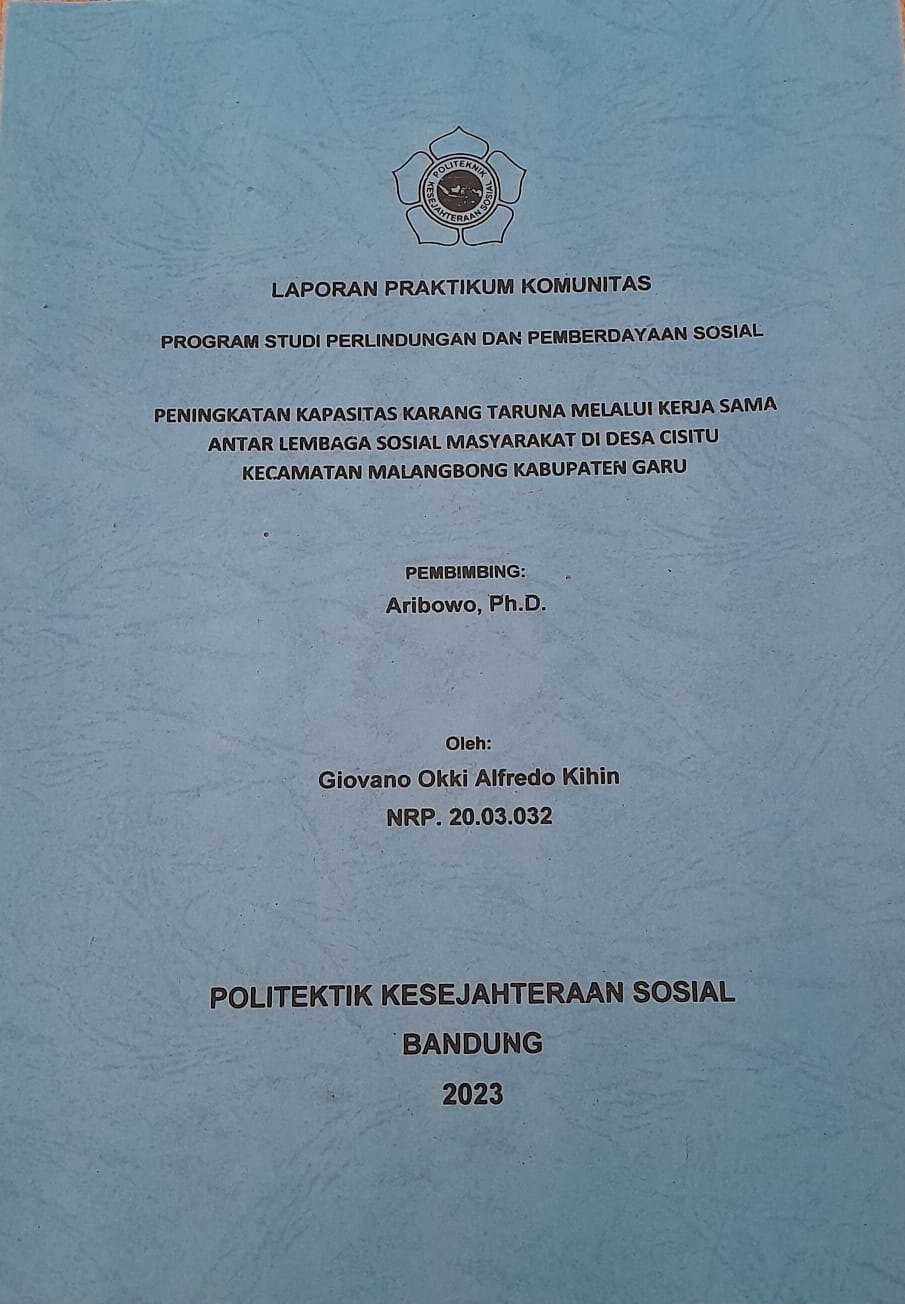 POLITEKNIK
KESEJAHTERAAN SOSIAL
LAPORAN PRAKTIKUM KOMUNITAS
PROGRAM STUDI PERLINDUNGAN DAN PEMBERDAYAAN SOSIAL
PENINGKATAN KAPASITAS KARANG TARUNA MELALUI KERJA SAMA
ANTAR LEMBAGA SOSIAL MASYARAKAT DI DESA CISITU
KECAMATAN MALANGBONG KABUPATEN GARU
PEMBIMBING:
Aribowo, Ph.D.
Oleh:
Giovano Okki Alfredo Kihin
NRP. 20.03.032
POLITEKTIK KESEJAHTERAAN SOSIAL
BANDUNG
2023